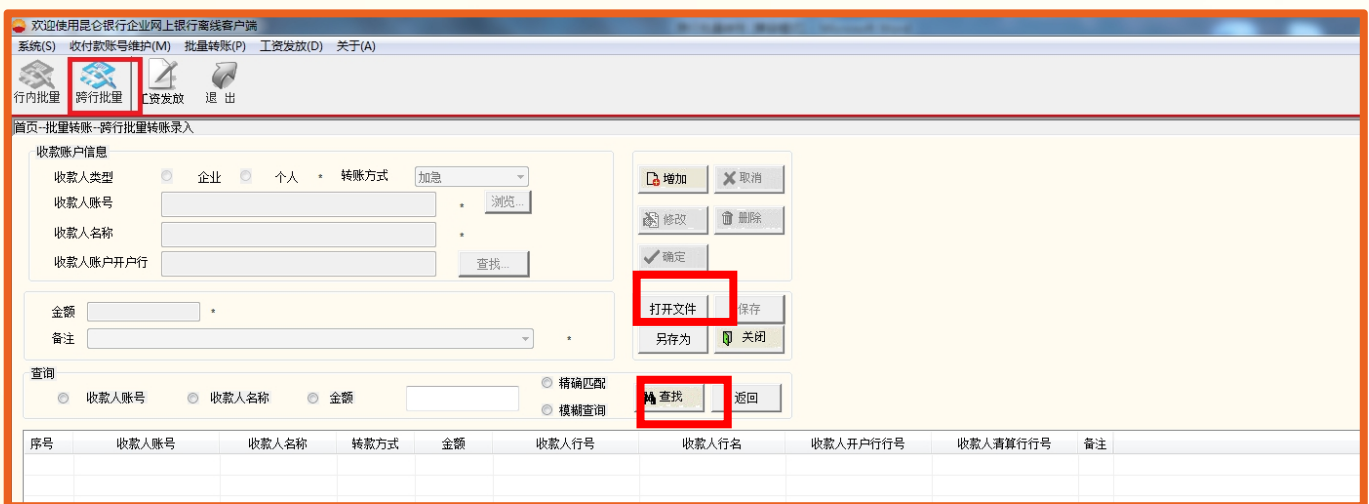 欢迎使用昆仑银行企业网上银行离线客户端
系统(S) 收付款账号维护(M) 批量转账(P) 工资发放(D) 关于(A)
行内批量 跨行批量 工资发放 退 出
首页--批量转账--跨行批量转账录入
收款账户信息
收款人类型 企业 个人 * 转账方式 加急
增加 取消
收款人账号 * 浏览...
修改 删除
收款人名称 *
收款人账户开户行 查找...
确定
金额 *
打开文件 保存
备注 *
另存为 关闭
查询
收款人账号 收款人名称 金额 精确匹配
模糊查询
查找 返回
序号 收款人账号 收款人名称 转款方式 金额 收款人行号 收款人行名 收款人开户行行号 收款人清算行行号 备注